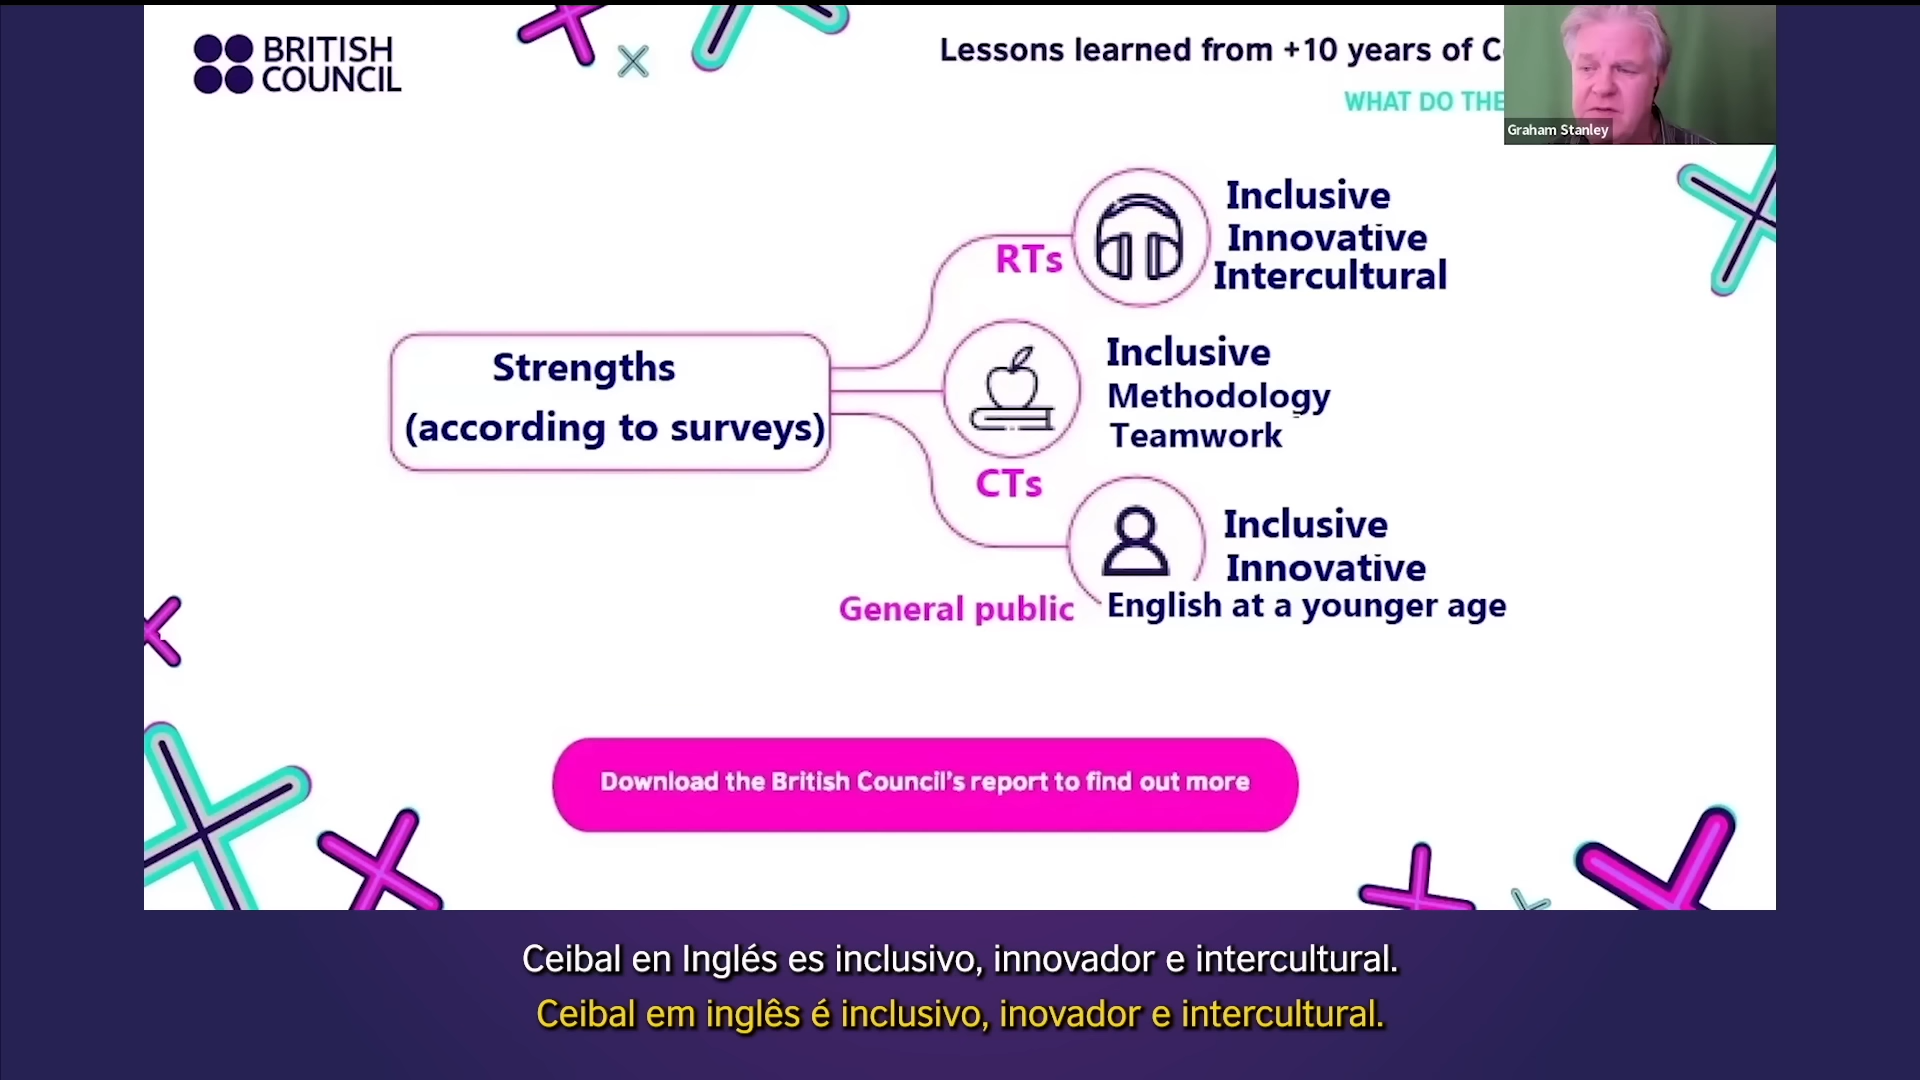 BRITISH
COUNCIL
Lessons learned from +10 years of
WHAT DO THE
Graham Stanley
Inclusive
Innovative
Intercultural
RTs
Strengths
(according to surveys)
Inclusive
Methodology
Teamwork
CTs
Inclusive
Innovative
English at a younger age
General public
Download the British Council's report to find out more
Ceibal en Inglés es inclusivo, innovador e intercultural.
Ceibal em inglês é inclusivo, inovador e intercultural.